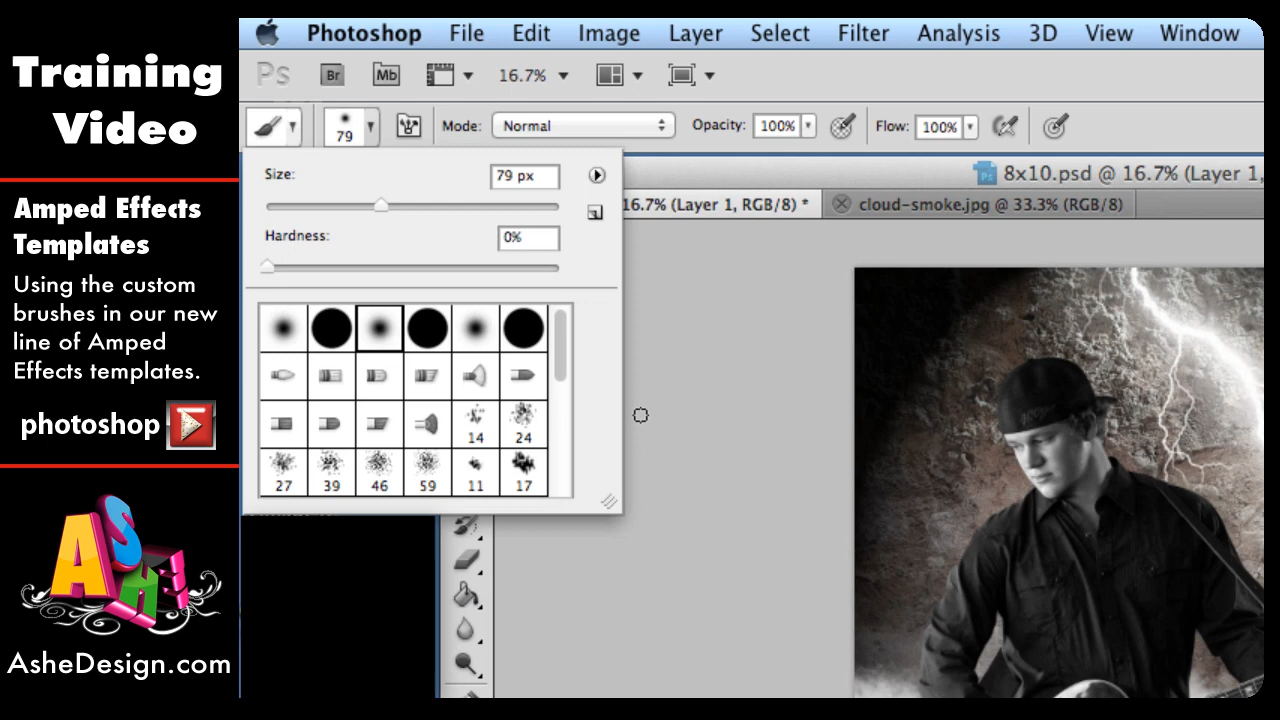 Training
Video
Amped Effects
Templates
Using the custom
brushes in our new
line of Amped
Effects templates.
photoshop
ASHE
AsheDesign.com
Photoshop File Edit Image Layer Select Filter Analysis 3D View Window
Ps Br Mb 16.7%
79 Mode: Normal Opacity: 100% Flow: 100%
Size: 79 px
Hardness: 0%
14 24
27 39 46 59 11 17
8x10.psd @ 16.7% (Layer 1,
16.7% (Layer 1, RGB/8) * cloud-smoke.jpg @ 33.3% (RGB/8)